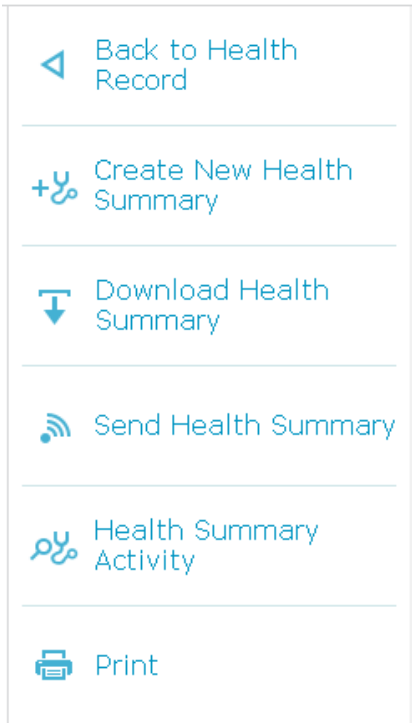 Back to Health
Record
Create New Health
Summary
Download Health
Summary
Send Health Summary
Health Summary
Activity
Print